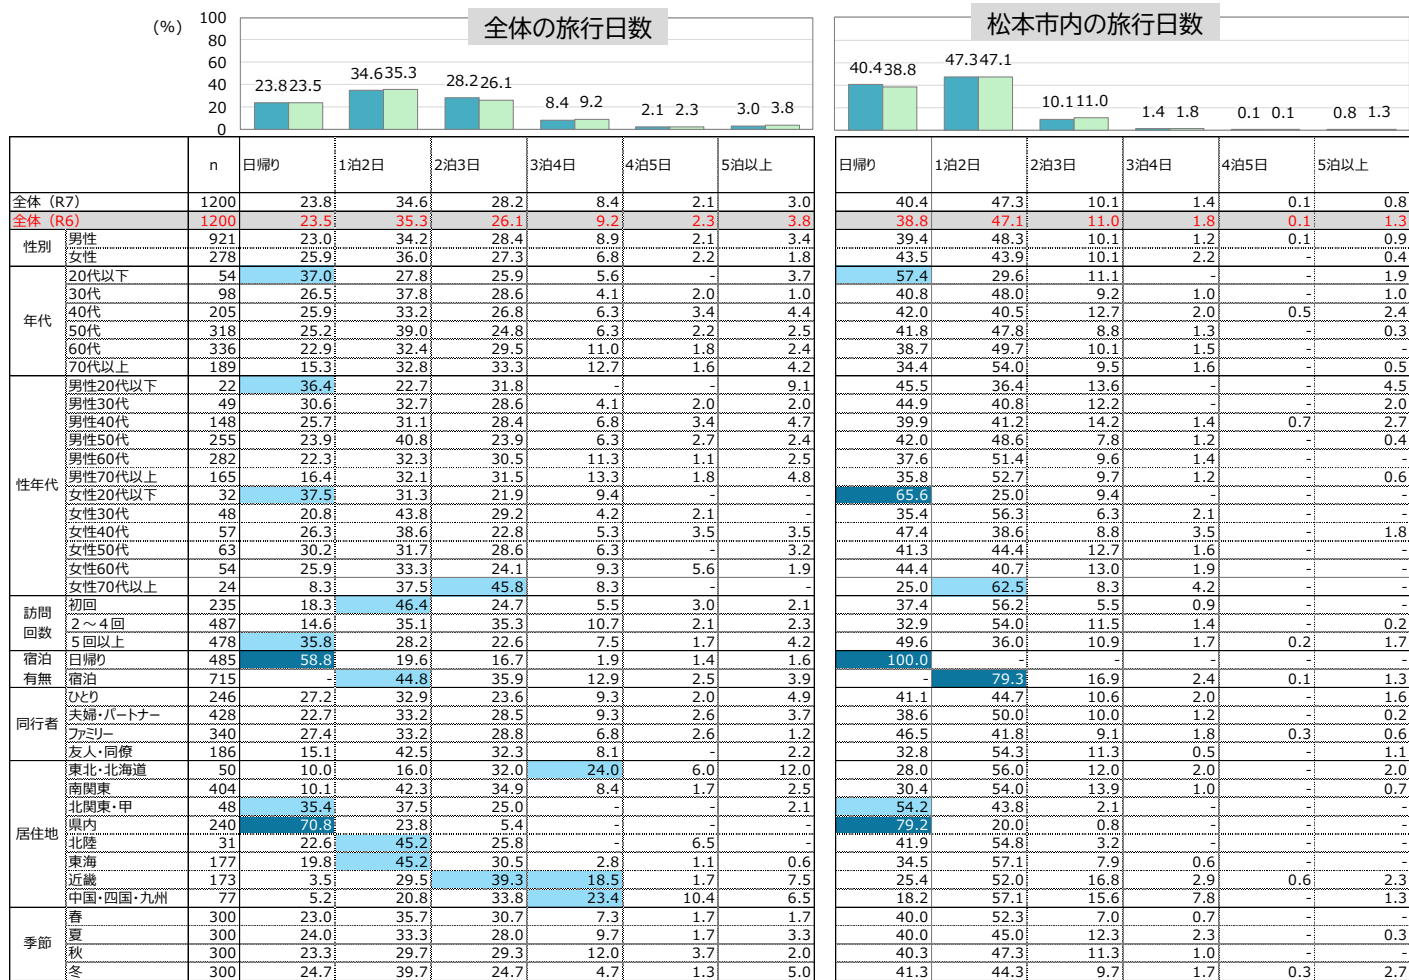 (%)
100
80
60
40
20
0
全体の旅行日数
23.8 23.5 34.6 35.3 28.2 26.1 8.4 9.2 2.1 2.3 3.0 3.8
松本市内の旅行日数
40.4 38.8 47.3 47.1 10.1 11.0 1.4 1.8 0.1 0.1 0.8 1.3
n 日帰り 1泊2日 2泊3日 3泊4日 4泊5日 5泊以上 日帰り 1泊2日 2泊3日 3泊4日 4泊5日 5泊以上
全体(R7) 1200 23.8 34.6 28.2 8.4 2.1 3.0 40.4 47.3 10.1 1.4 0.1 0.8
全体(R6) 1200 23.5 35.3 26.1 9.2 2.3 3.8 38.8 47.1 11.0 1.8 0.1 1.3
性別
男性 921 23.0 34.2 28.4 8.9 2.1 3.4 39.4 48.3 10.1 1.2 0.1 0.9
女性 278 25.9 36.0 27.3 6.8 2.2 1.8 43.5 43.9 10.1 2.2 - 0.4
年代
20代以下 54 37.0 27.8 25.9 5.6 - 3.7 57.4 29.6 11.1 - - 1.9
30代 98 26.5 37.8 28.6 4.1 2.0 1.0 40.8 48.0 9.2 1.0 - 1.0
40代 205 25.9 33.2 26.8 6.3 3.4 4.4 42.0 40.5 12.7 2.0 0.5 2.4
50代 318 25.2 39.0 24.8 6.3 2.2 2.5 41.8 47.8 8.8 1.3 - 0.3
60代 336 22.9 32.4 29.5 11.0 1.8 2.4 38.7 49.7 10.1 1.5 - -
70代以上 189 15.3 32.8 33.3 12.7 1.6 4.2 34.4 54.0 9.5 1.6 - 0.5
性年代
男性20代以下 22 36.4 22.7 31.8 - - 9.1 45.5 36.4 13.6 - - 4.5
男性30代 49 30.6 32.7 28.6 4.1 2.0 2.0 44.9 40.8 12.2 - - 2.0
男性40代 148 25.7 31.1 28.4 6.8 3.4 4.7 39.9 41.2 14.2 1.4 0.7 2.7
男性50代 255 23.9 40.8 23.9 6.3 2.7 2.4 42.0 48.6 7.8 1.2 - 0.4
男性60代 282 22.3 32.3 30.5 11.3 1.1 2.5 37.6 51.4 9.6 1.4 - -
男性70代以上 165 16.4 32.1 31.5 13.3 1.8 4.8 35.8 52.7 9.7 1.2 - 0.6
女性20代以下 32 37.5 31.3 21.9 9.4 - - 65.6 25.0 9.4 - - -
女性30代 48 20.8 43.8 29.2 4.2 2.1 - 35.4 56.3 6.3 2.1 - -
女性40代 57 26.3 38.6 22.8 5.3 3.5 3.5 47.4 38.6 8.8 3.5 - 1.8
女性50代 63 30.2 31.7 28.6 6.3 - 3.2 41.3 44.4 12.7 1.6 - -
女性60代 54 25.9 33.3 24.1 9.3 5.6 1.9 44.4 40.7 13.0 1.9 - -
女性70代以上 24 8.3 37.5 45.8 8.3 - - 25.0 62.5 8.3 4.2 - -
訪問
回数
初回 235 18.3 46.4 24.7 5.5 3.0 2.1 37.4 56.2 5.5 0.9 - -
2~4回 487 14.6 35.1 35.3 10.7 2.1 2.3 32.9 54.0 11.5 1.4 - 0.2
5回以上 478 35.8 28.2 22.6 7.5 1.7 4.2 49.6 36.0 10.9 1.7 0.2 1.7
宿泊
有無
日帰り 485 58.8 19.6 16.7 1.9 1.4 1.6 100.0 - - - - -
宿泊 715 - 44.8 35.9 12.9 2.5 3.9 - 79.3 16.9 2.4 0.1 1.3
同行者
ひとり 246 27.2 32.9 23.6 9.3 2.0 4.9 41.1 44.7 10.6 2.0 - 1.6
夫婦・パートナー 428 22.7 33.2 28.5 9.3 2.6 3.7 38.6 50.0 10.0 1.2 - 0.2
ファミリー 340 27.4 33.2 28.8 6.8 2.6 1.2 46.5 41.8 9.1 1.8 0.3 0.6
友人・同僚 186 15.1 42.5 32.3 8.1 - 2.2 32.8 54.3 11.3 0.5 - 1.1
居住地
東北・北海道 50 10.0 16.0 32.0 24.0 6.0 12.0 28.0 56.0 12.0 2.0 - 2.0
南関東 404 10.1 42.3 34.9 8.4 1.7 2.5 30.4 54.0 13.9 1.0 - 0.7
北関東・甲 48 35.4 37.5 25.0 - - 2.1 54.2 43.8 2.1 - - -
県内 240 70.8 23.8 5.4 - - - 79.2 20.0 0.8 - - -
北陸 31 22.6 45.2 25.8 - 6.5 - 41.9 54.8 3.2 - - -
東海 177 19.8 45.2 30.5 2.8 1.1 0.6 34.5 57.1 7.9 0.6 - -
近畿 173 3.5 29.5 39.3 18.5 1.7 7.5 25.4 52.0 16.8 2.9 0.6 2.3
中国・四国・九州 77 5.2 20.8 33.8 23.4 10.4 6.5 18.2 57.1 15.6 7.8 - 1.3
季節
春 300 23.0 35.7 30.7 7.3 1.7 1.7 40.0 52.3 7.0 0.7 - -
夏 300 24.0 33.3 28.0 9.7 1.7 3.3 40.0 45.0 12.3 2.3 - 0.3
秋 300 23.3 29.7 29.3 12.0 3.7 2.0 40.3 47.3 11.3 1.0 - -
冬 300 24.7 39.7 24.7 4.7 1.3 5.0 41.3 44.3 9.7 1.7 0.3 2.7